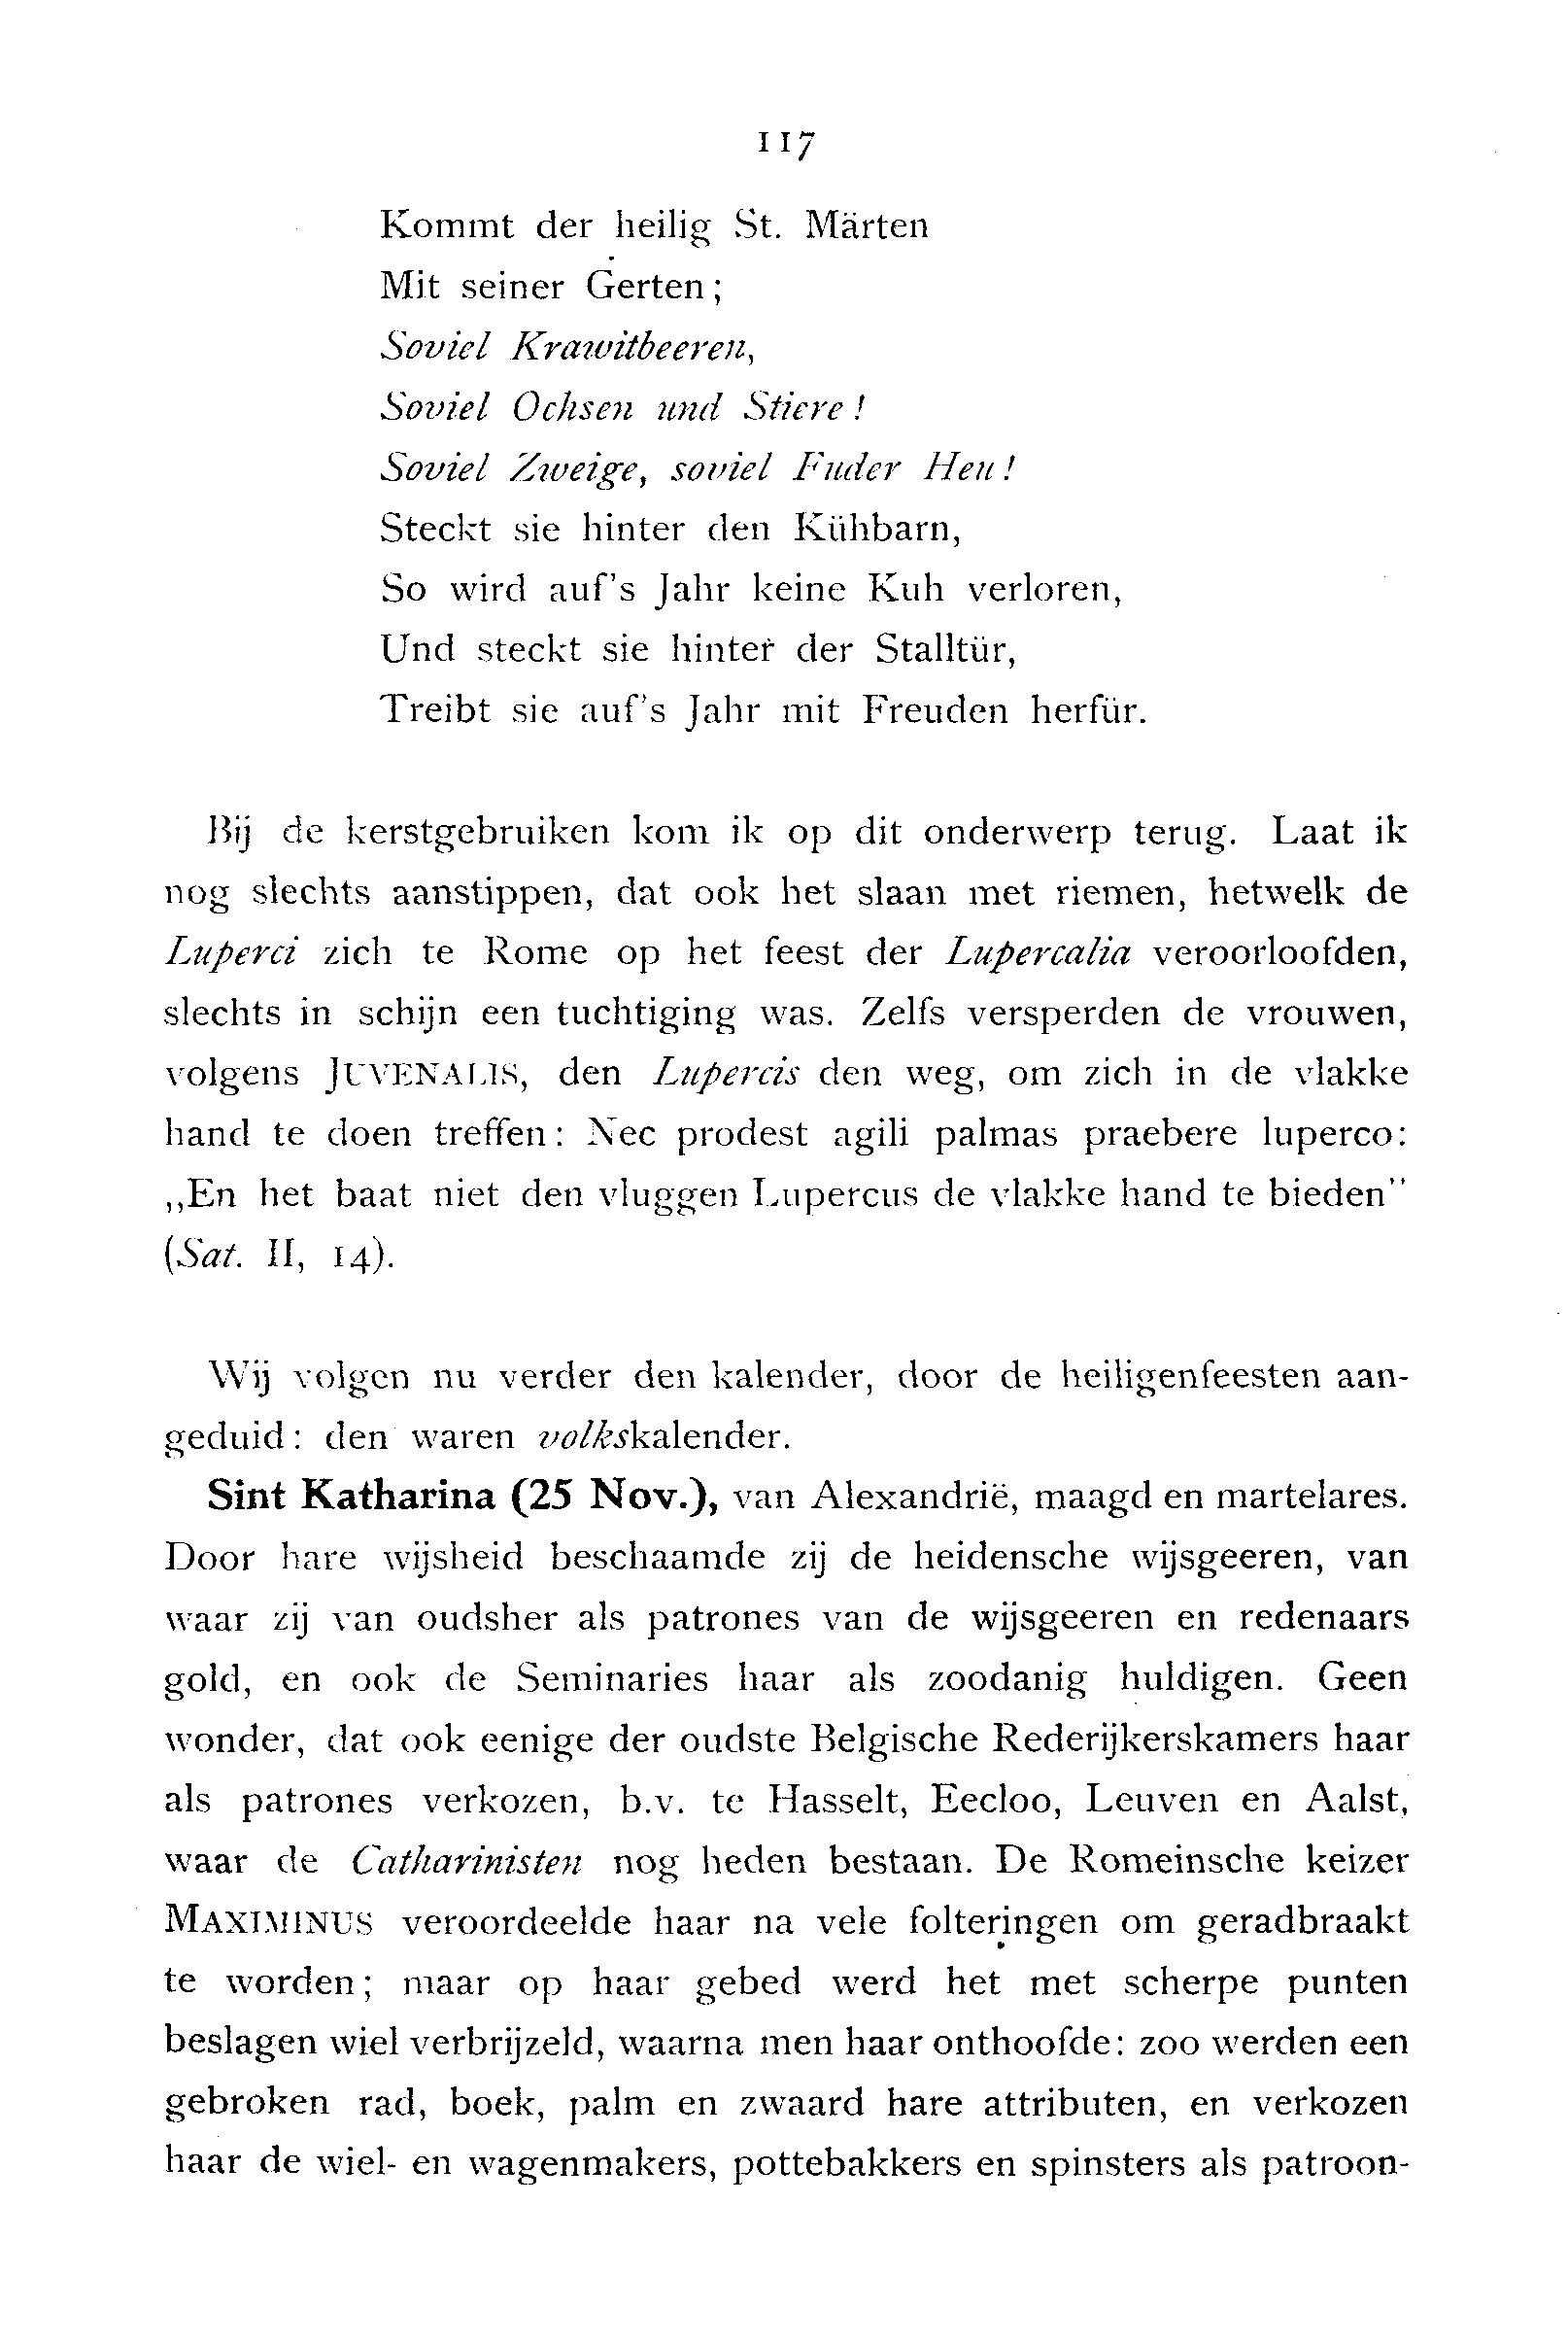 117
Kommt der heilig St. Märten
Mit seiner Gerten;
Soviel Krawitbeeren,
Soviel Ochsen und Stiere!
Soviel Zweige, soviel Fuder Heu!
Steckt sie hinter den Kühbarn,
So wird auf's Jahr keine Kuh verloren,
Und steckt sie hinter der Stalltür,
Treibt sie auf's Jahr mit Freuden herfür.
Bij de kerstgebruiken kom ik op dit onderwerp terug. Laat ik
nog slechts aanstippen, dat ook het slaan met riemen, hetwelk de
Luperci zich te Rome op het feest der Lupercalia veroorloofden,
slechts in schijn een tuchtiging was. Zelfs versperden de vrouwen,
volgens JUVENALIS, den Lupercis den weg, om zich in de vlakke
hand te doen treffen: Nec prodest agili palmas praebere luperco:
„En het baat niet den vluggen Lupercus de vlakke hand te bieden"
(Sat. II, 14).
Wij volgen nu verder den kalender, door de heiligenfeesten aan-
geduid: den waren volkskalender.
Sint Katharina (25 Nov.), van Alexandrië, maagd en martelares.
Door hare wijsheid beschaamde zij de heidensche wijsgeeren, van
waar zij van oudsher als patrones van de wijsgeeren en redenaars
gold, en ook de Seminaries haar als zoodanig huldigen. Geen
wonder, dat ook eenige der oudste Belgische Rederijkerskamers haar
als patrones verkozen, b.v. te Hasselt, Eecloo, Leuven en Aalst,
waar de Catharinisten nog heden bestaan. De Romeinsche keizer
MAXIMINUS veroordeelde haar na vele folteringen om geradbraakt
te worden; maar op haar gebed werd het met scherpe punten
beslagen wiel verbrijzeld, waarna men haar onthoofde: zoo werden een
gebroken rad, boek, palm en zwaard hare attributen, en verkozen
haar de wiel- en wagenmakers, pottebakkers en spinsters als patroon-